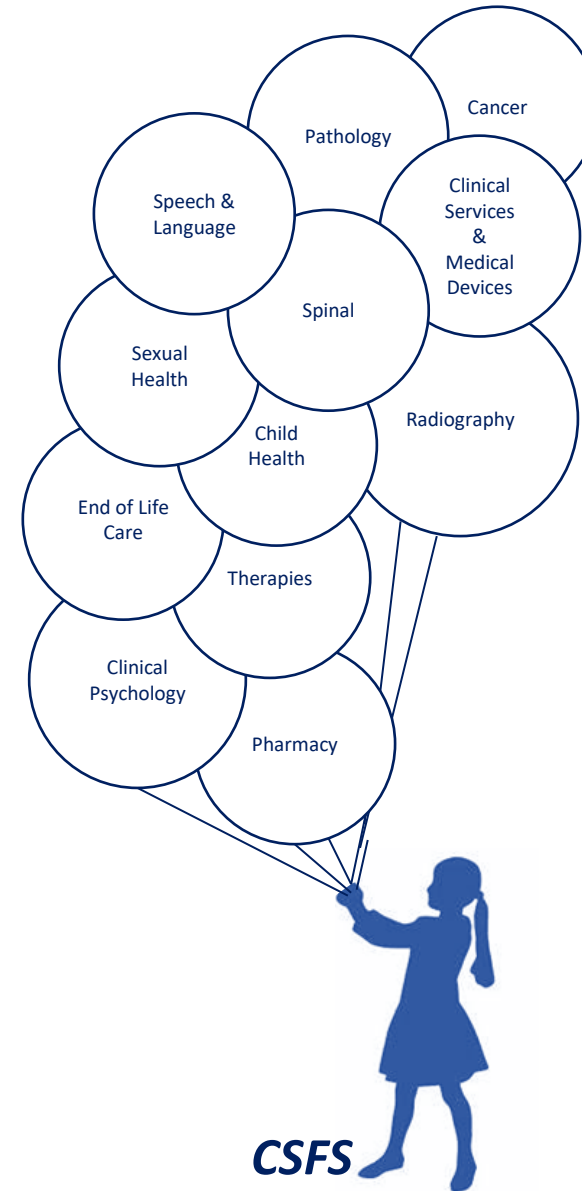 Cancer
Pathology
Speech &
Language
Clinical
Services
&
Medical
Devices
Spinal
Sexual
Health
Radiography
Child
Health
End of Life
Care
Therapies
Clinical
Psychology
Pharmacy
CSFS